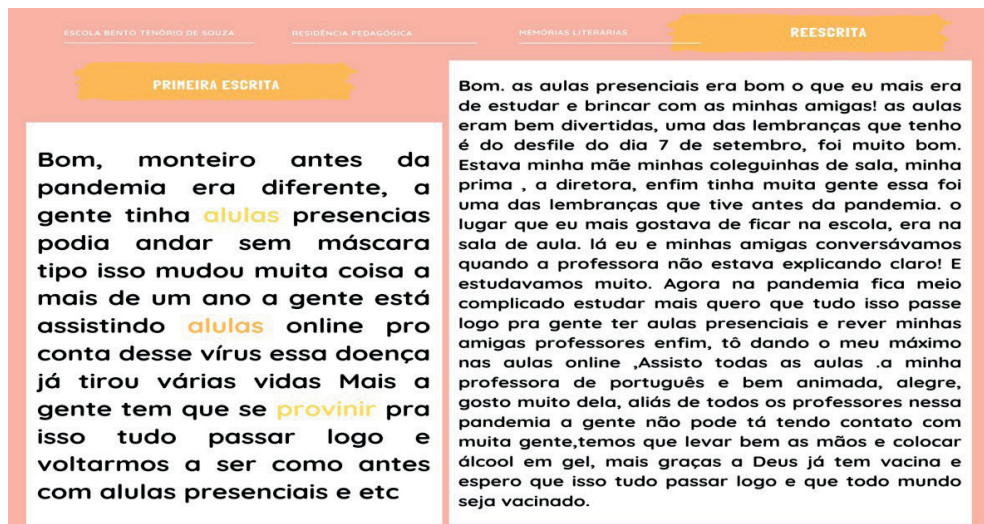 ESCOLA BENTO TENÓRIO DE SOUZA
RESIDÊNCIA PEDAGÓGICA
MEMÓRIAS LITERÁRIAS
REESCRITA
PRIMEIRA ESCRITA
Bom, monteiro antes da
pandemia era diferente, a
gente tinha alulas presencias
podia andar sem máscara
tipo isso mudou muita coisa a
mais de um ano a gente está
assistindo alulas online pro
conta desse vírus essa doença
já tirou várias vidas Mais a
gente tem que se provinir pra
isso tudo passar logo e
voltarmos a ser como antes
com alulas presenciais e etc
Bom. as aulas presenciais era bom o que eu mais era
de estudar e brincar com as minhas amigas! as aulas
eram bem divertidas, uma das lembranças que tenho
é do desfile do dia 7 de setembro, foi muito bom.
Estava minha mãe minhas coleguinhas de sala, minha
prima , a diretora, enfim tinha muita gente essa foi
uma das lembranças que tive antes da pandemia. o
lugar que eu mais gostava de ficar na escola, era na
sala de aula. lá eu e minhas amigas conversávamos
quando a professora não estava explicando claro! E
estudavamos muito. Agora na pandemia fica meio
complicado estudar mais quero que tudo isso passe
logo pra gente ter aulas presenciais e rever minhas
amigas professores enfim, tô dando o meu máximo
nas aulas online ,Assisto todas as aulas .a minha
professora de português e bem animada, alegre,
gosto muito dela, aliás de todos os professores nessa
pandemia a gente não pode tá tendo contato com
muita gente,temos que levar bem as mãos e colocar
álcool em gel, mais graças a Deus já tem vacina e
espero que isso tudo passar logo e que todo mundo
seja vacinado.